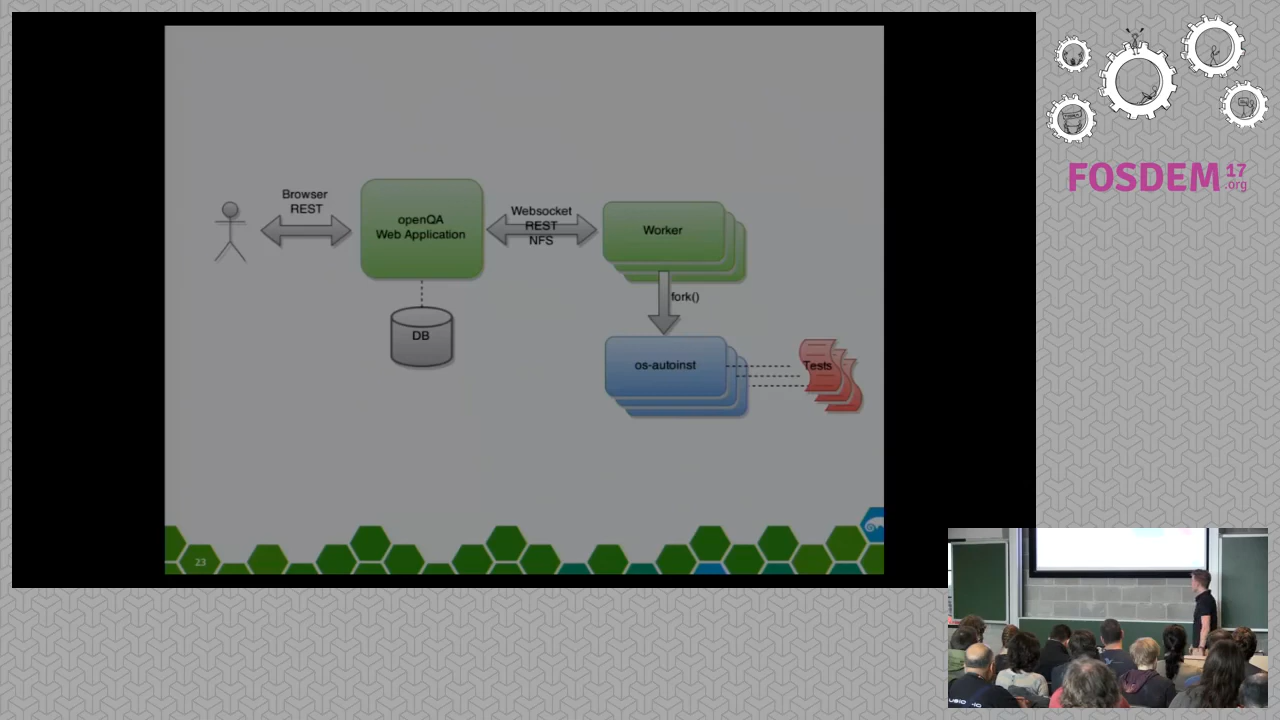 Browser
REST
openQA
Web Application
Websocket
REST
NFS
Worker
fork()
DB
os-autoinst
Tests
23
FOSDEM 17
.org